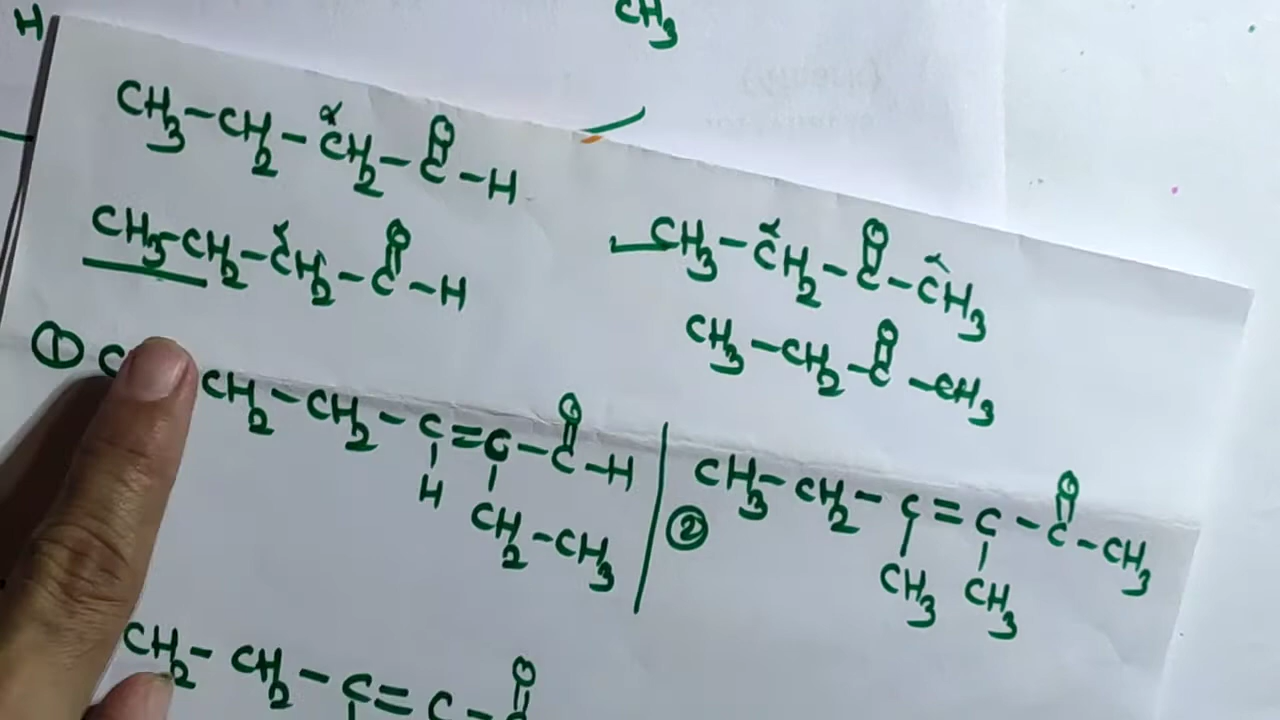 H
CH3
CH3-CH2-CH2-C-H
α
O
CH3-CH2-CH2-C-H
α
O
CH3-CH2-C-CH3
α
O
α
CH3-CH2-C-CH3
O
① C
CH2-CH2-C=C-C-H
O
H
CH2-CH3
② CH3-CH2-C=C-C-CH3
O
CH3
CH3
CH2-CH2-C=C-
O